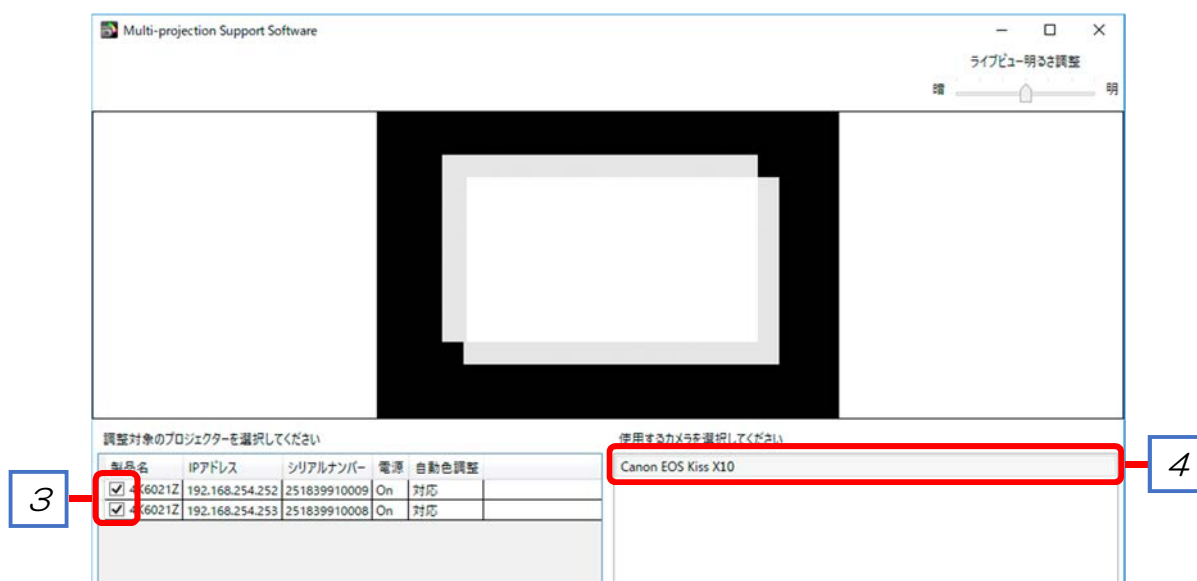 Multi-projection Support Software
ライブビュー明るさ調整
暗 明
調整対象のプロジェクターを選択してください
使用するカメラを選択してください
製品名 IPアドレス シリアルナンバー 電源 自動色調整
4K6021Z 192.168.254.252 251839910009 On 対応
4K6021Z 192.168.254.253 251839910008 On 対応
Canon EOS Kiss X10
3
4